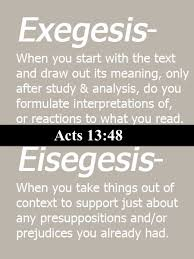 Exegesis-
When you start with the text
and draw out its meaning, only
after study & analysis, do you
formulate interpretations of,
or reactions to what you read.
Acts 13:48
Eisegesis-
When you take things out of
context to support just about
any presuppositions and/or
prejudices you already had.